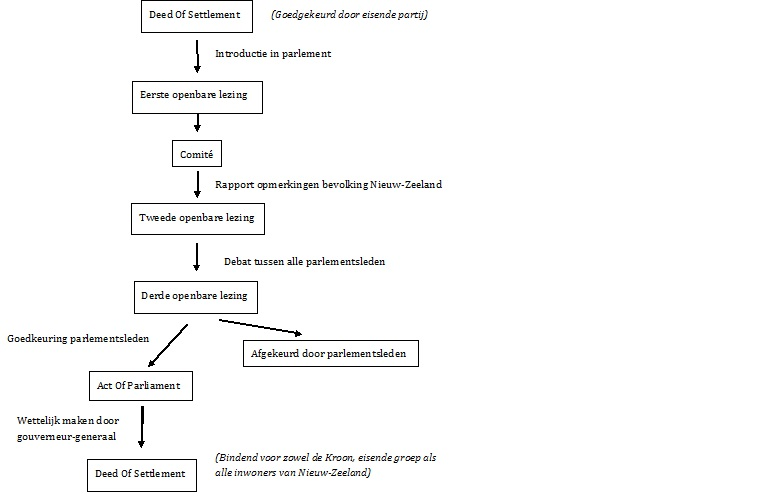 Deed Of Settlement
(Goedgekeurd door eisende partij)
Introductie in parlement
Eerste openbare lezing
Comité
Rapport opmerkingen bevolking Nieuw-Zeeland
Tweede openbare lezing
Debat tussen alle parlementsleden
Derde openbare lezing
Goedkeuring parlementsleden
Afgekeurd door parlementsleden
Act Of Parliament
Wettelijk maken door
gouverneur-generaal
Deed Of Settlement
(Bindend voor zowel de Kroon, eisende groep als
alle inwoners van Nieuw-Zeeland)